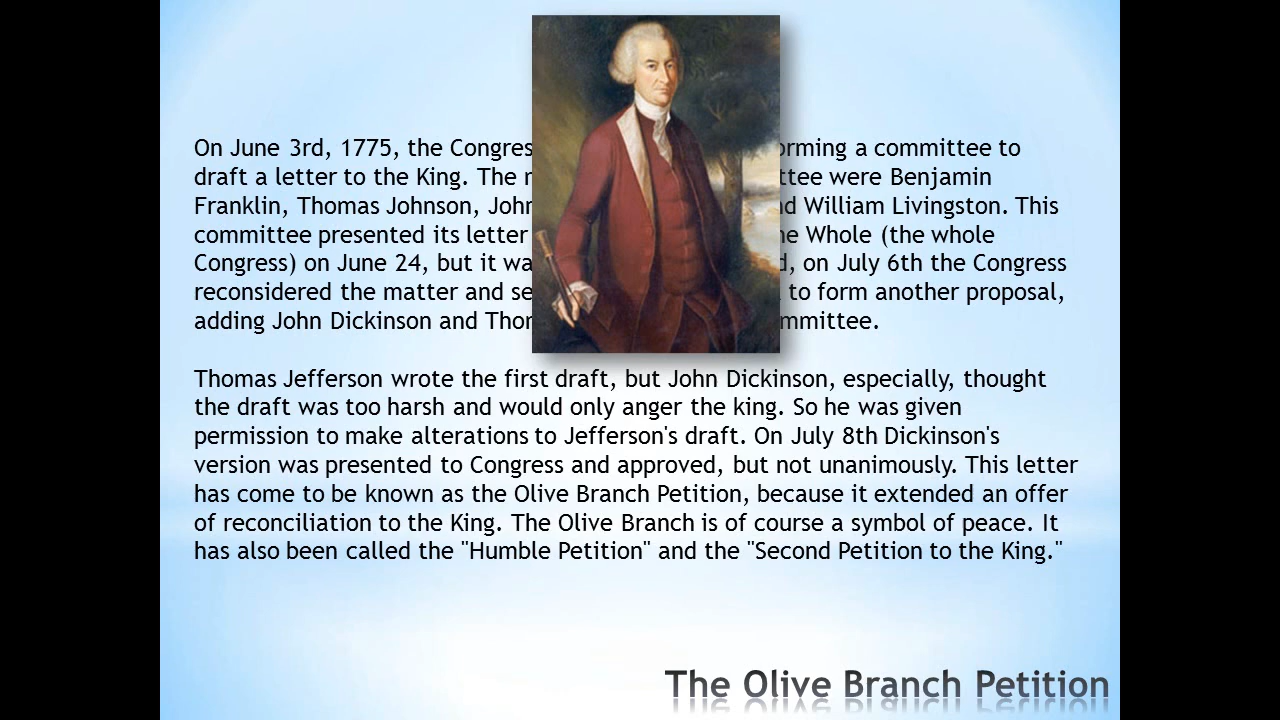 On June 3rd, 1775, the Congres orming a committee to
draft a letter to the King. The were Benjamin
Franklin, Thomas Johnson, John William Livingston. This
committee presented its letter Whole (the whole
Congress) on June 24, but it on July 6th the Congress
reconsidered the matter and to form another proposal,
adding John Dickinson and
Thomas Jefferson wrote the first draft, but John Dickinson, especially, thought
the draft was too harsh and would only anger the king. So he was given
permission to make alterations to Jefferson's draft. On July 8th Dickinson's
version was presented to Congress and approved, but not unanimously. This letter
has come to be known as the Olive Branch Petition, because it extended an offer
of reconciliation to the King. The Olive Branch is of course a symbol of peace. It
has also been called the "Humble Petition" and the "Second Petition to the King."
The Olive Branch Petition